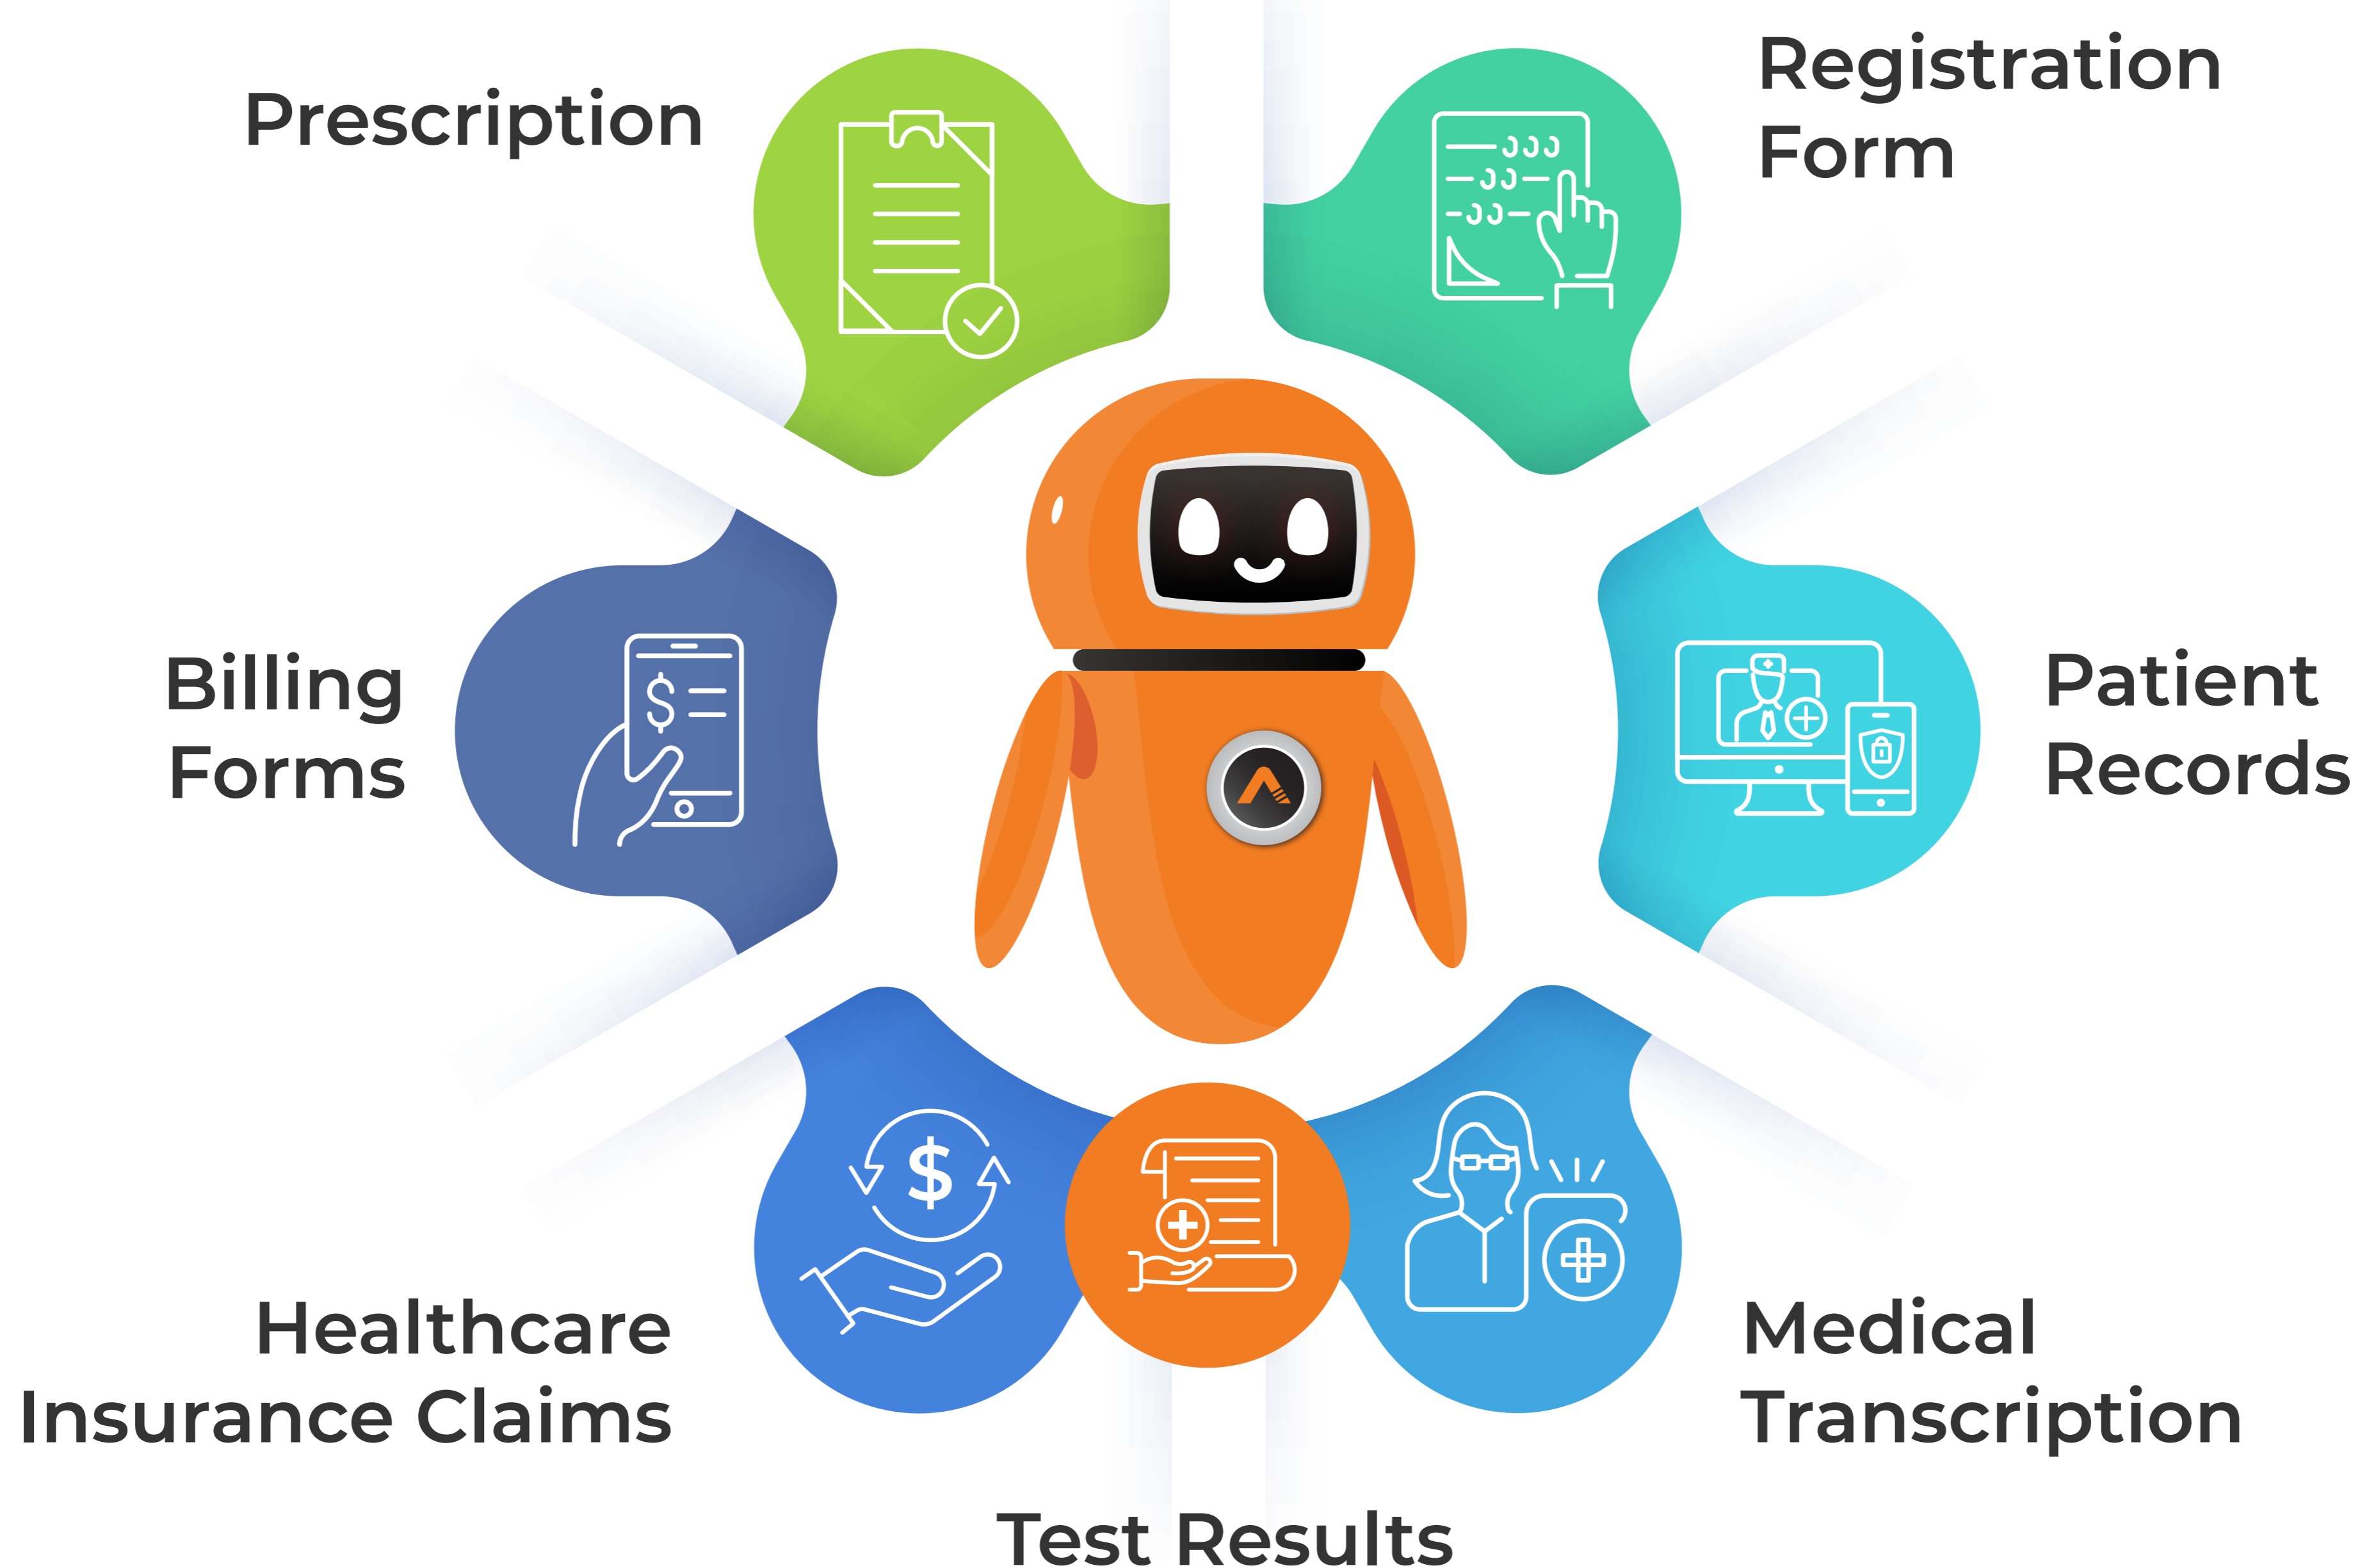 Prescription
Registration
Form
Billing
Forms
$
Patient
Records
$
Healthcare
Insurance Claims
Medical
Transcription
Test Results